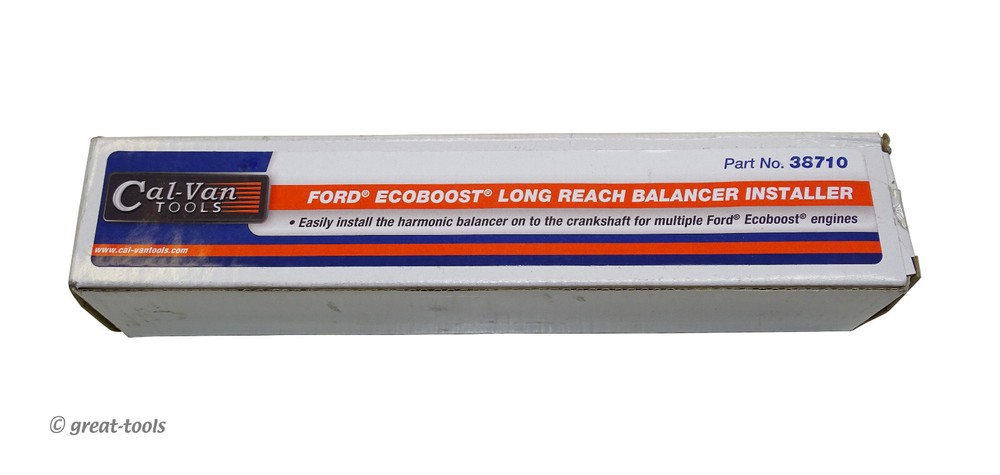 Part No. 38710
Cal-Van
TOOLS
FORD® ECOBOOST® LONG REACH BALANCER INSTALLER
• Easily install the harmonic balancer on to the crankshaft for multiple Ford® Ecoboost® engines
www.cal-vantools.com
© great-tools